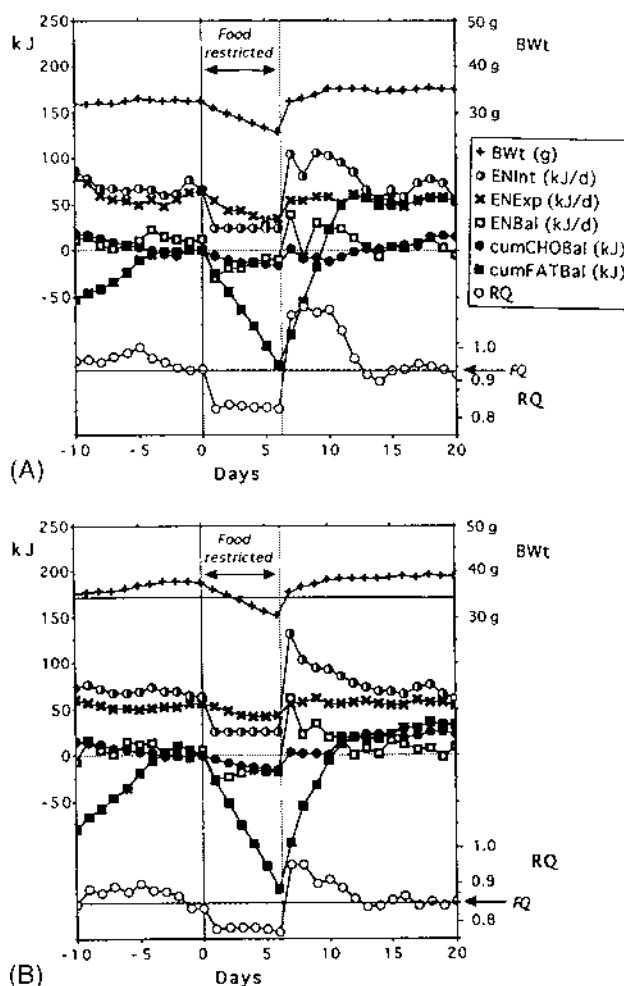 kJ
250
200
150
100
50
0
-50
Food
restricted
50 g
BWt
40 g
30 g
BWt (g)
ENInt (kJ/d)
ENExp (kJ/d)
ENBal (kJ/d)
cumCHOBal (kJ)
cumFATBal (kJ)
RQ
1.0
FQ
0.9
RQ
0.8
-10 -5 0 5 10 15 20
(A)
Days
250
kJ
200
150
100
50
0
-50
Food
restricted
50 g
BWt
40 g
30 g
1.0
RQ
0.9
FQ
0.8
-10 -5 0 5 10 15 20
(B)
Days